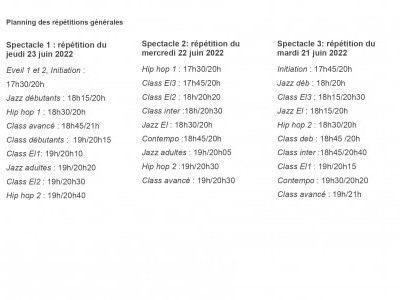 Planning des répétitions générales
Spectacle 1 : répétition du
jeudi 23 juin 2022
Eveil 1 et 2, Initiation :
17h30/20h
Jazz débutants : 18h15/20h
Hip hop 1 : 18h30/20h
Class avancé : 18h45/21h
Class débutants : 19h/20h15
Class El1: 19h/20h10
Jazz adultes : 19h/20h20
Class El2 : 19h/20h30
Hip hop 2 : 19h/20h40
Spectacle 2: répétition du
mercredi 22 juin 2022
Hip hop 1 : 17h30/20h
Class El3 : 17h45/20h
Class El2 : 18h/20h20
Class inter :18h/20h30
Jazz El : 18h30/20h
Contempo :18h45/20h
Jazz adultes : 19h/20h05
Hip hop 2 : 19h/20h30
Class avancé : 19h/20h30
Spectacle 3: répétition du
mardi 21 juin 2022
Initiation : 17h45/20h
Jazz déb : 18h/20h
Class El3 : 18h15/20h30
Jazz El : 18h15/20h
Hip hop 2 : 18h30/20h
Class deb : 18h45 /20h
Class inter :18h45/20h40
Class El1 : 19h/20h15
Contempo : 19h30/20h20
Class avancé : 19h/21h